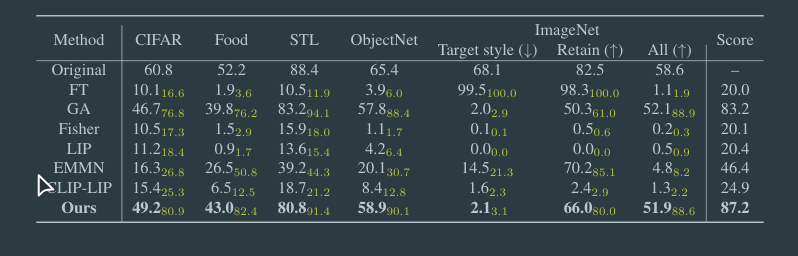 ImageNet
Method CIFAR Food STL ObjectNet Target style (↓) Retain (↑) All (↑) Score
Original 60.8 52.2 88.4 65.4 68.1 82.5 58.6 –
FT 10.1 16.6 1.9 3.6 10.5 11.9 3.9 6.0 99.5 100.0 98.3 100.0 1.1 1.9 20.0
GA 46.7 76.8 39.8 76.2 83.2 94.1 57.8 88.4 2.0 2.9 50.3 61.0 52.1 88.9 83.2
Fisher 10.5 17.3 1.5 2.9 15.9 18.0 1.1 1.7 0.1 0.1 0.5 0.6 0.2 0.3 20.1
LIP 11.2 18.4 0.9 1.7 13.6 15.4 4.2 6.4 0.0 0.0 0.0 0.0 0.5 0.9 20.4
EMMN 16.3 26.8 26.5 50.8 39.2 44.3 20.1 30.7 14.5 21.3 70.2 85.1 4.8 8.2 46.4
CLIP-LIP 15.4 25.3 6.5 12.5 18.7 21.2 8.4 12.8 1.6 2.3 2.4 2.9 1.3 2.2 24.9
Ours 49.2 80.9 43.0 82.4 80.8 91.4 58.9 90.1 2.1 3.1 66.0 80.0 51.9 88.6 87.2